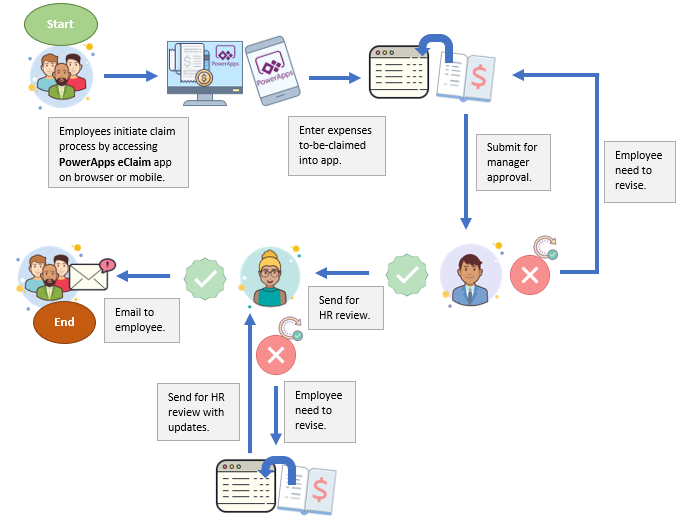 Start
PowerApps
PowerApps
Employees initiate claim
process by accessing
PowerApps eClaim app
on browser or mobile.
Enter expenses
to-be-claimed
into app.
$
Submit for
manager
approval.
Employee
need to
revise.
End
Email to
employee.
Send for
HR review.
Send for HR
review with
updates.
Employee
need to
revise.
$